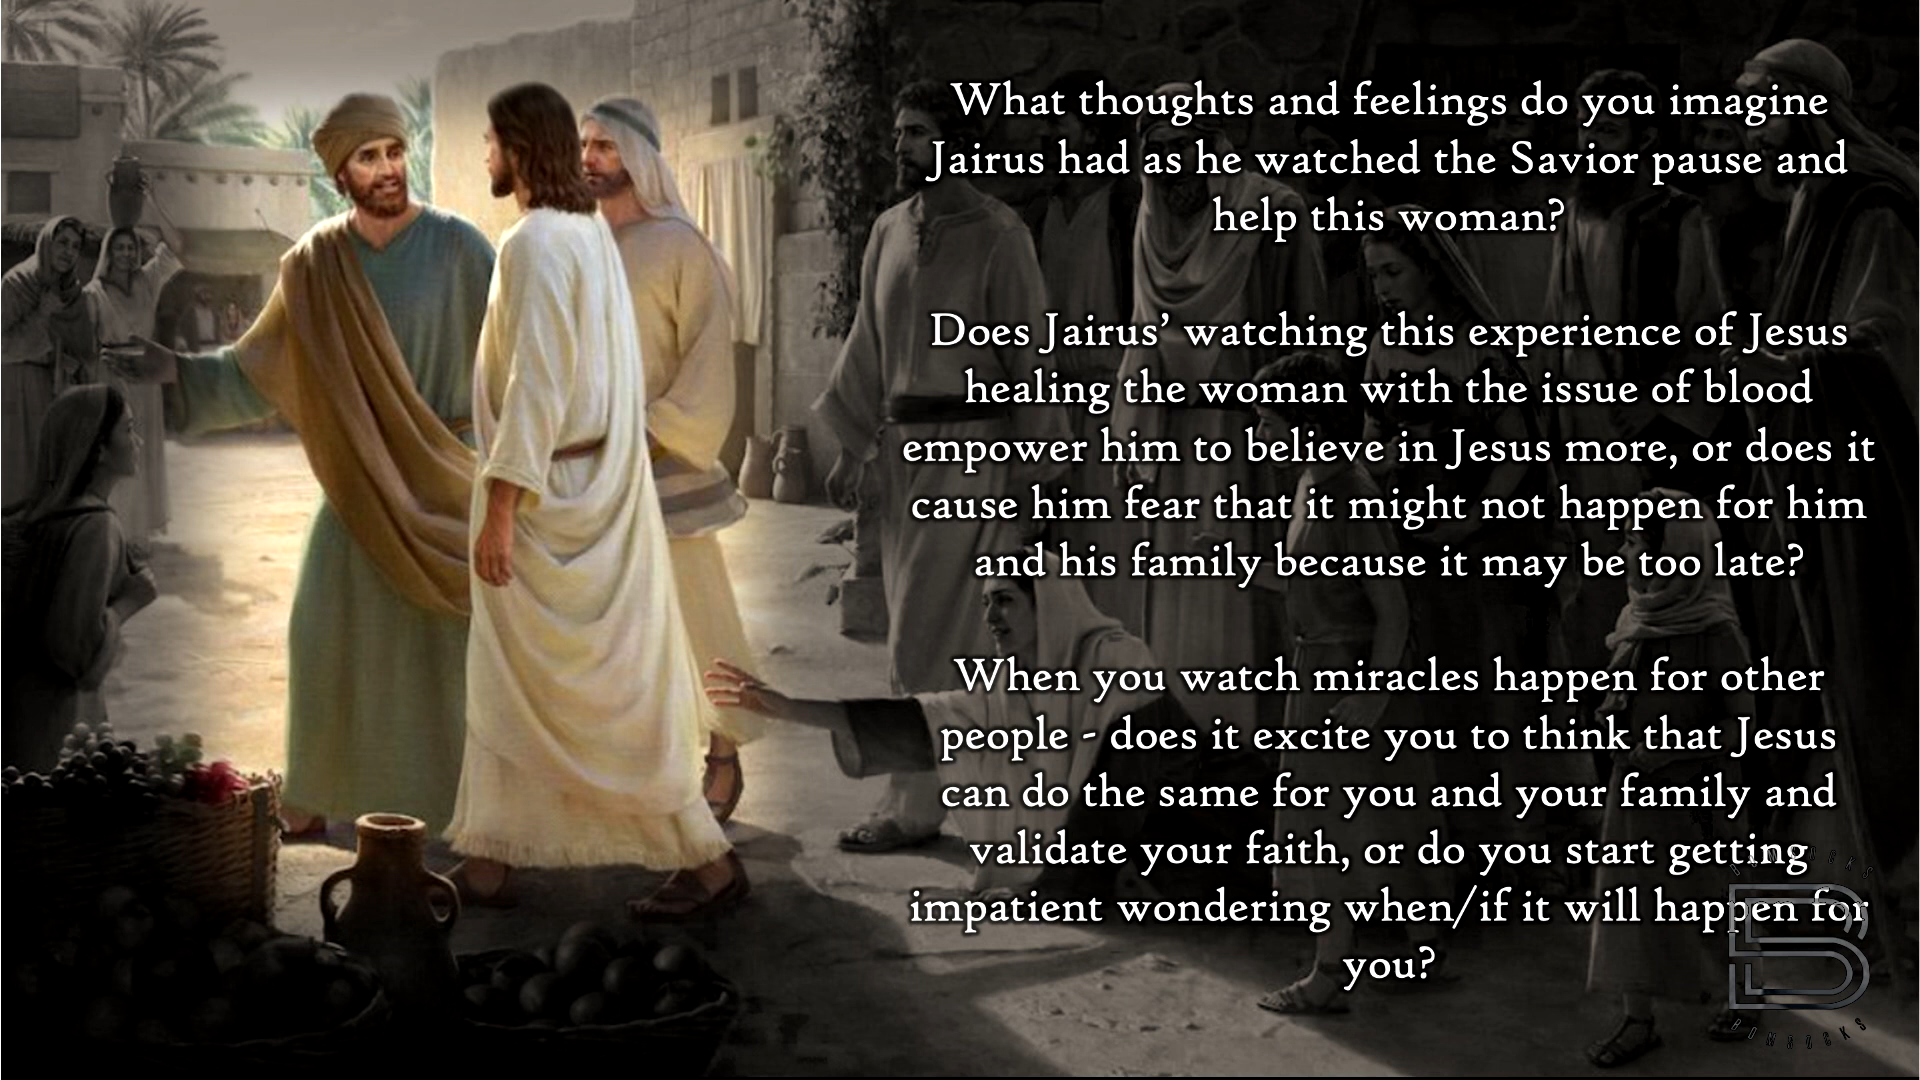 What thoughts and feelings do you imagine
Jairus had as he watched the Savior pause and
help this woman?
Does Jairus’ watching this experience of Jesus
healing the woman with the issue of blood
empower him to believe in Jesus more, or does it
cause him fear that it might not happen for him
and his family because it may be too late?
When you watch miracles happen for other
people - does it excite you to think that Jesus
can do the same for you and your family and
validate your faith, or do you start getting
impatient wondering when/if it will happen for
you?